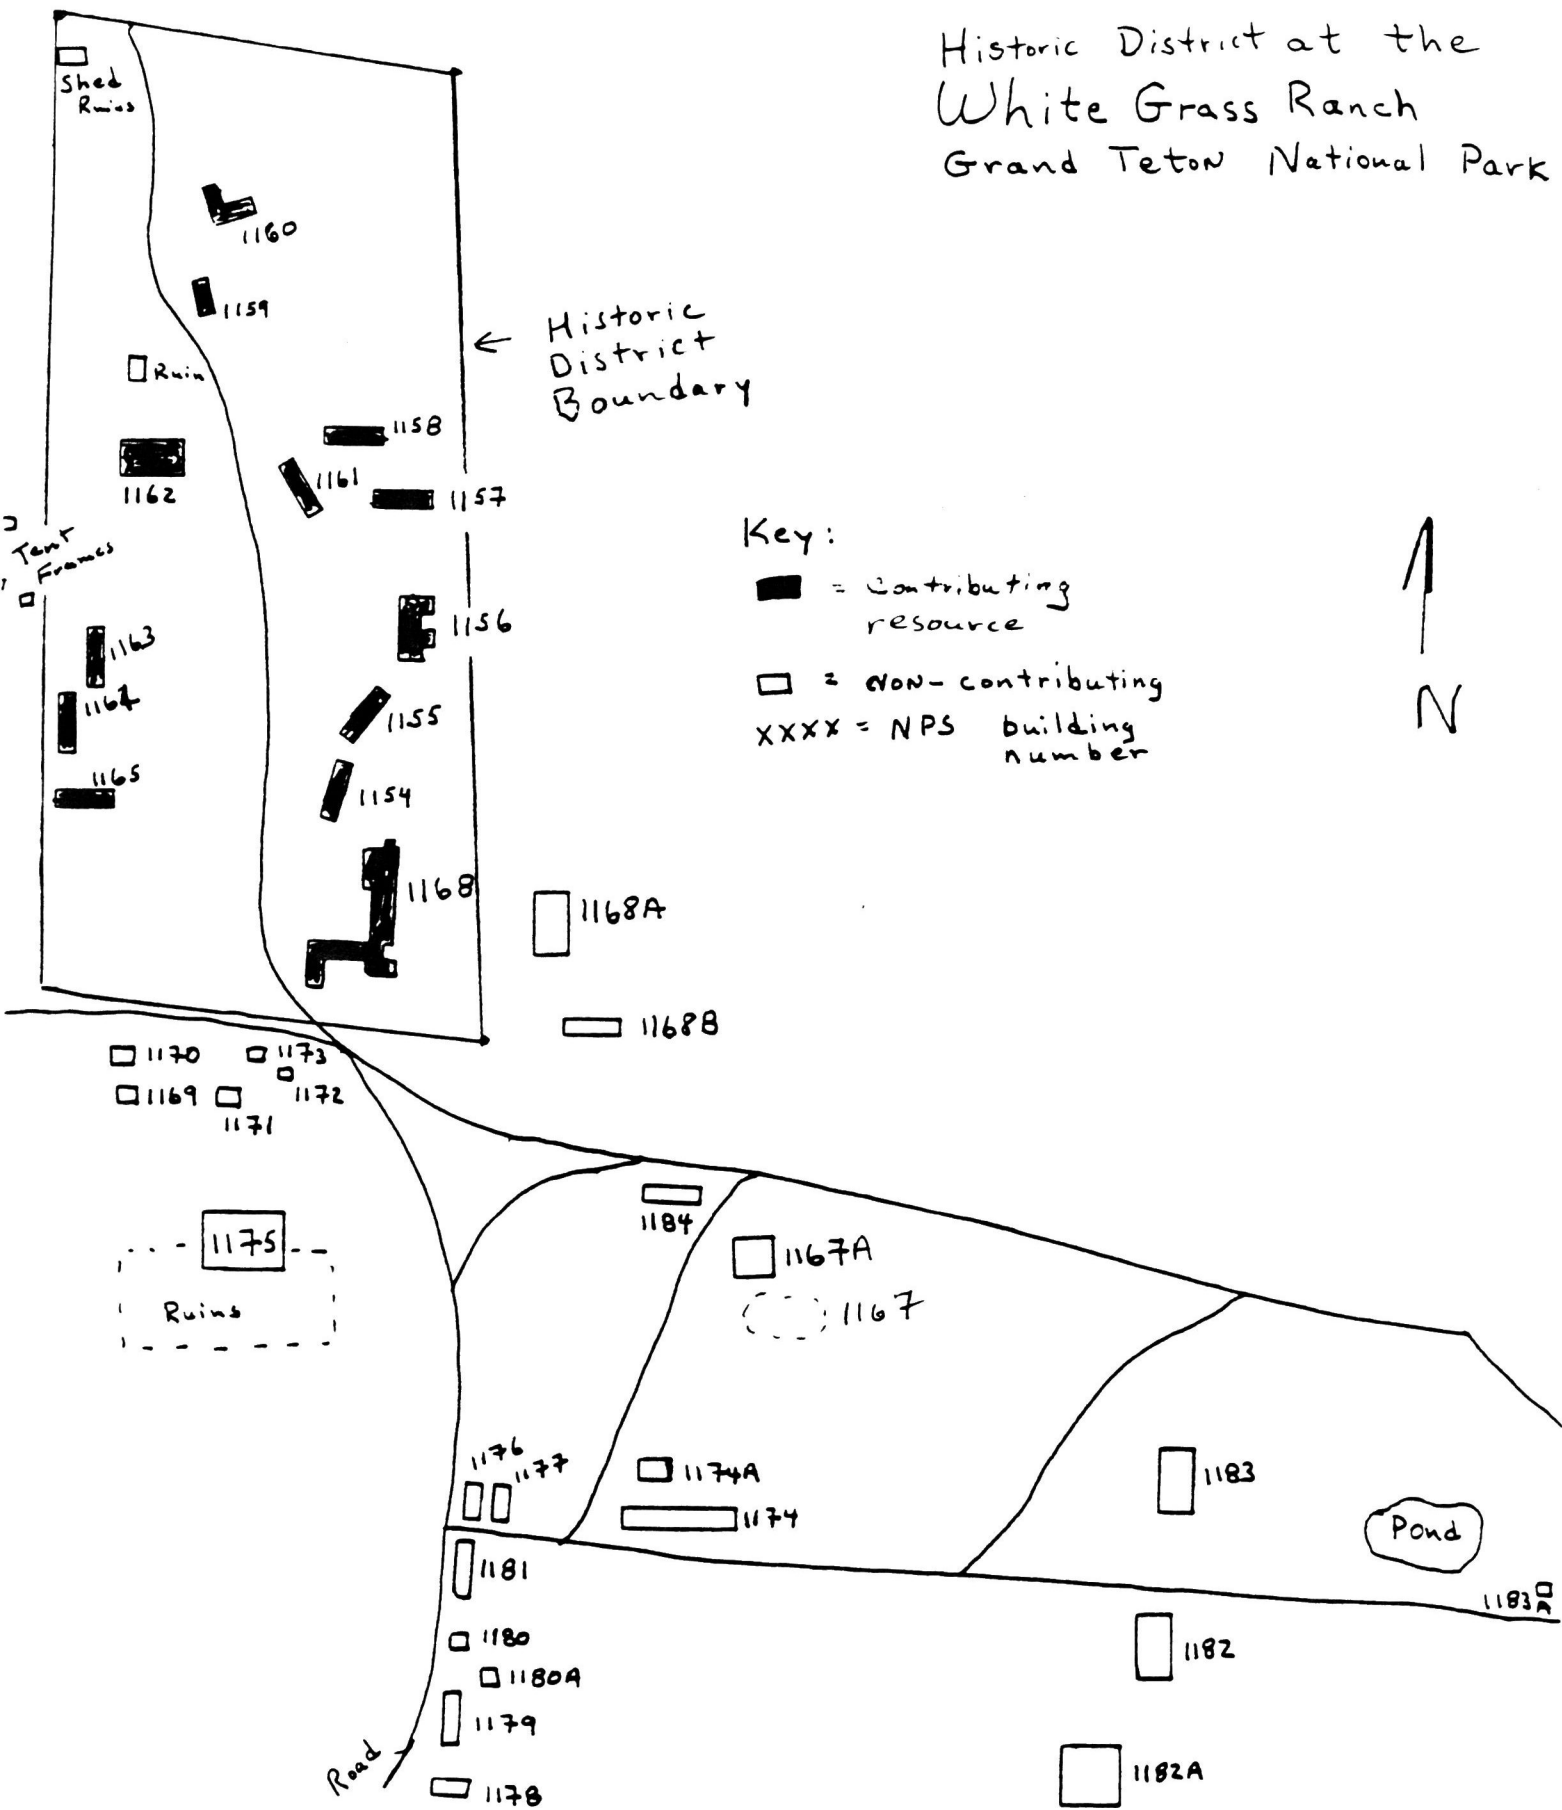 Historic District at the
White Grass Ranch
Grand Teton National Park
Shed
Ruins
1160
1159
Ruin
Historic
District
Boundary
1158
1161
1157
1162
Tent
Frames
Key:
= Contributing
resource
= NON-contributing
xxxx = NPS building
number
N
1156
1163
1164
1155
1165
1154
1168
1168A
1168B
1170
1173
1172
1169
1171
1184
1175
Ruins
1167A
1167
1176
1177
1174A
1174
1183
Pond
1181
1183
A
1180
1182
1180A
1179
Road
1182A
1178